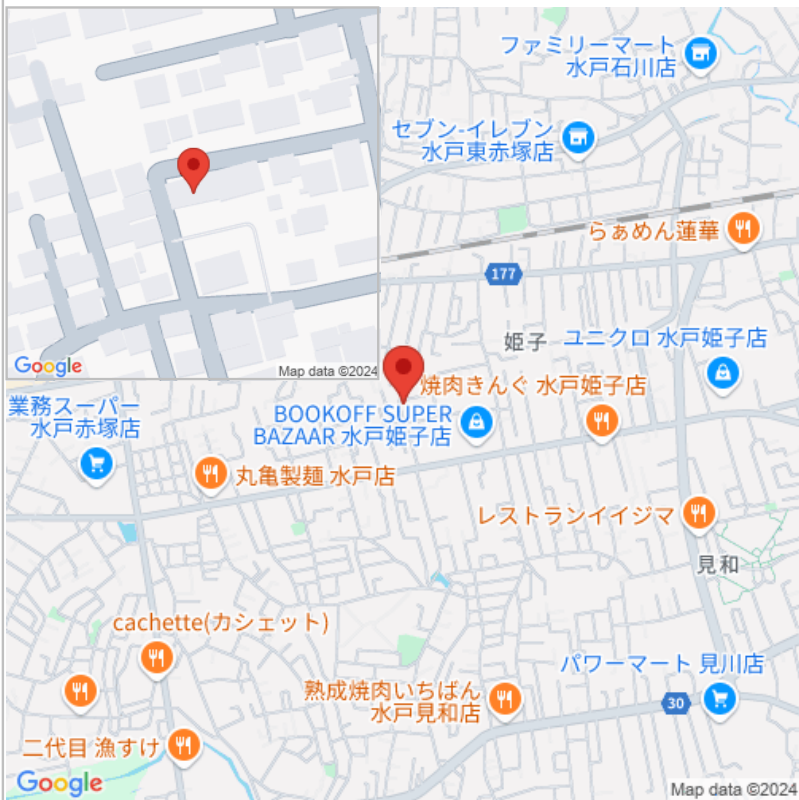 Google
Map data ©2024
ファミリーマート
水戸石川店
セブン-イレブン
水戸東赤塚店
らぁめん蓮華
177
姫子
ユニクロ 水戸姫子店
焼肉きんぐ 水戸姫子店
BOOKOFF SUPER
BAZAAR 水戸姫子店
業務スーパー
水戸赤塚店
丸亀製麺 水戸店
レストランイイジマ
見和
cachette(カシェット)
パワーマート 見川店
熟成焼肉いちばん
水戸見和店
30
二代目 漁すけ
Google
Map data ©2024